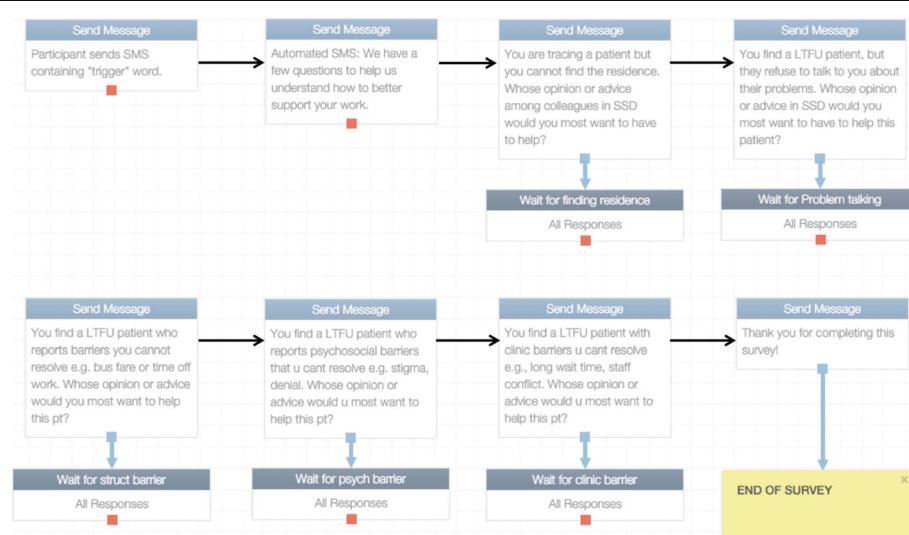 Send Message
Participant sends SMS
containing "trigger" word.
Send Message
Automated SMS: We have a
few questions to help us
understand how to better
support your work.
Send Message
You are tracing a patient but
you cannot find the residence.
Whose opinion or advice
among colleagues in SSD
would you most want to have
to help?
Wait for finding residence
All Responses
Send Message
You find a LTFU patient, but
they refuse to talk to you about
their problems. Whose opinion
or advice in SSD would you
most want to have to help this
patient?
Wait for Problem talking
All Responses
Send Message
You find a LTFU patient who
reports barriers you cannot
resolve e.g. bus fare or time off
work. Whose opinion or advice
would you most want to help
this pt?
Wait for struct barrier
All Responses
Send Message
You find a LTFU patient who
reports psychosocial barriers
that u cant resolve e.g. stigma,
denial. Whose opinion or
advice would u most want to
help this pt?
Wait for psych barrier
All Responses
Send Message
You find a LTFU patient with
clinic barriers u cant resolve
e.g., long wait time, staff
conflict. Whose opinion or
advice would u most want to
help this pt?
Wait for clinic barrier
All Responses
Send Message
Thank you for completing this
survey!
END OF SURVEY